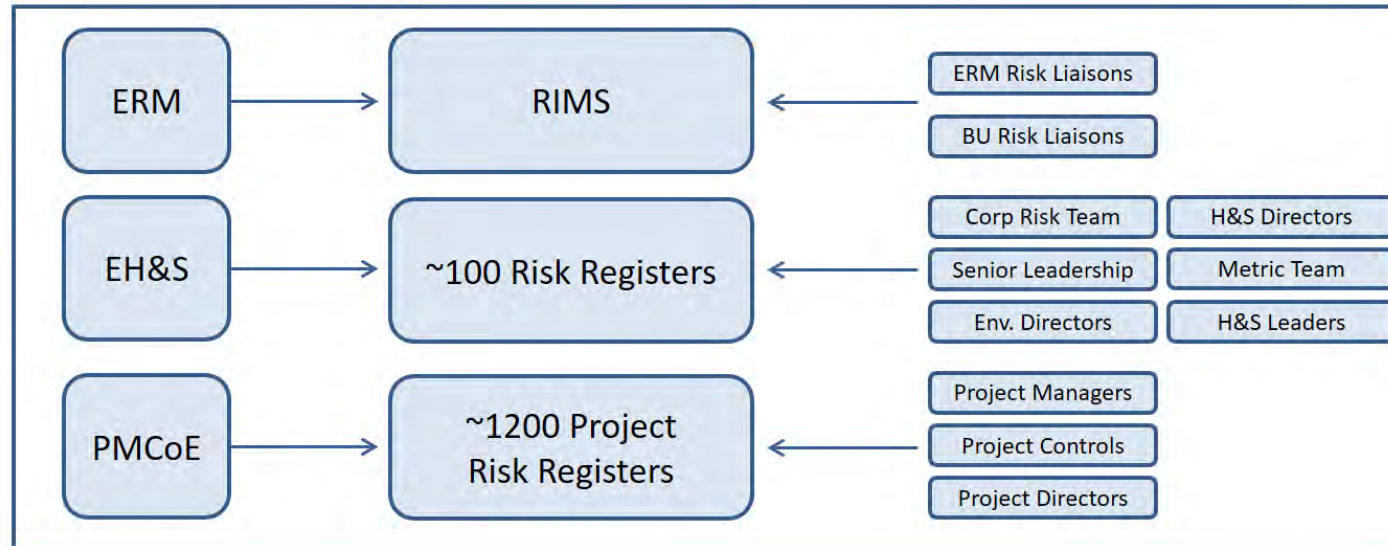 ERM
RIMS
ERM Risk Liaisons
BU Risk Liaisons
EH&S
~100 Risk Registers
Corp Risk Team
H&S Directors
Senior Leadership
Metric Team
Env. Directors
H&S Leaders
PMCoE
~1200 Project
Risk Registers
Project Managers
Project Controls
Project Directors